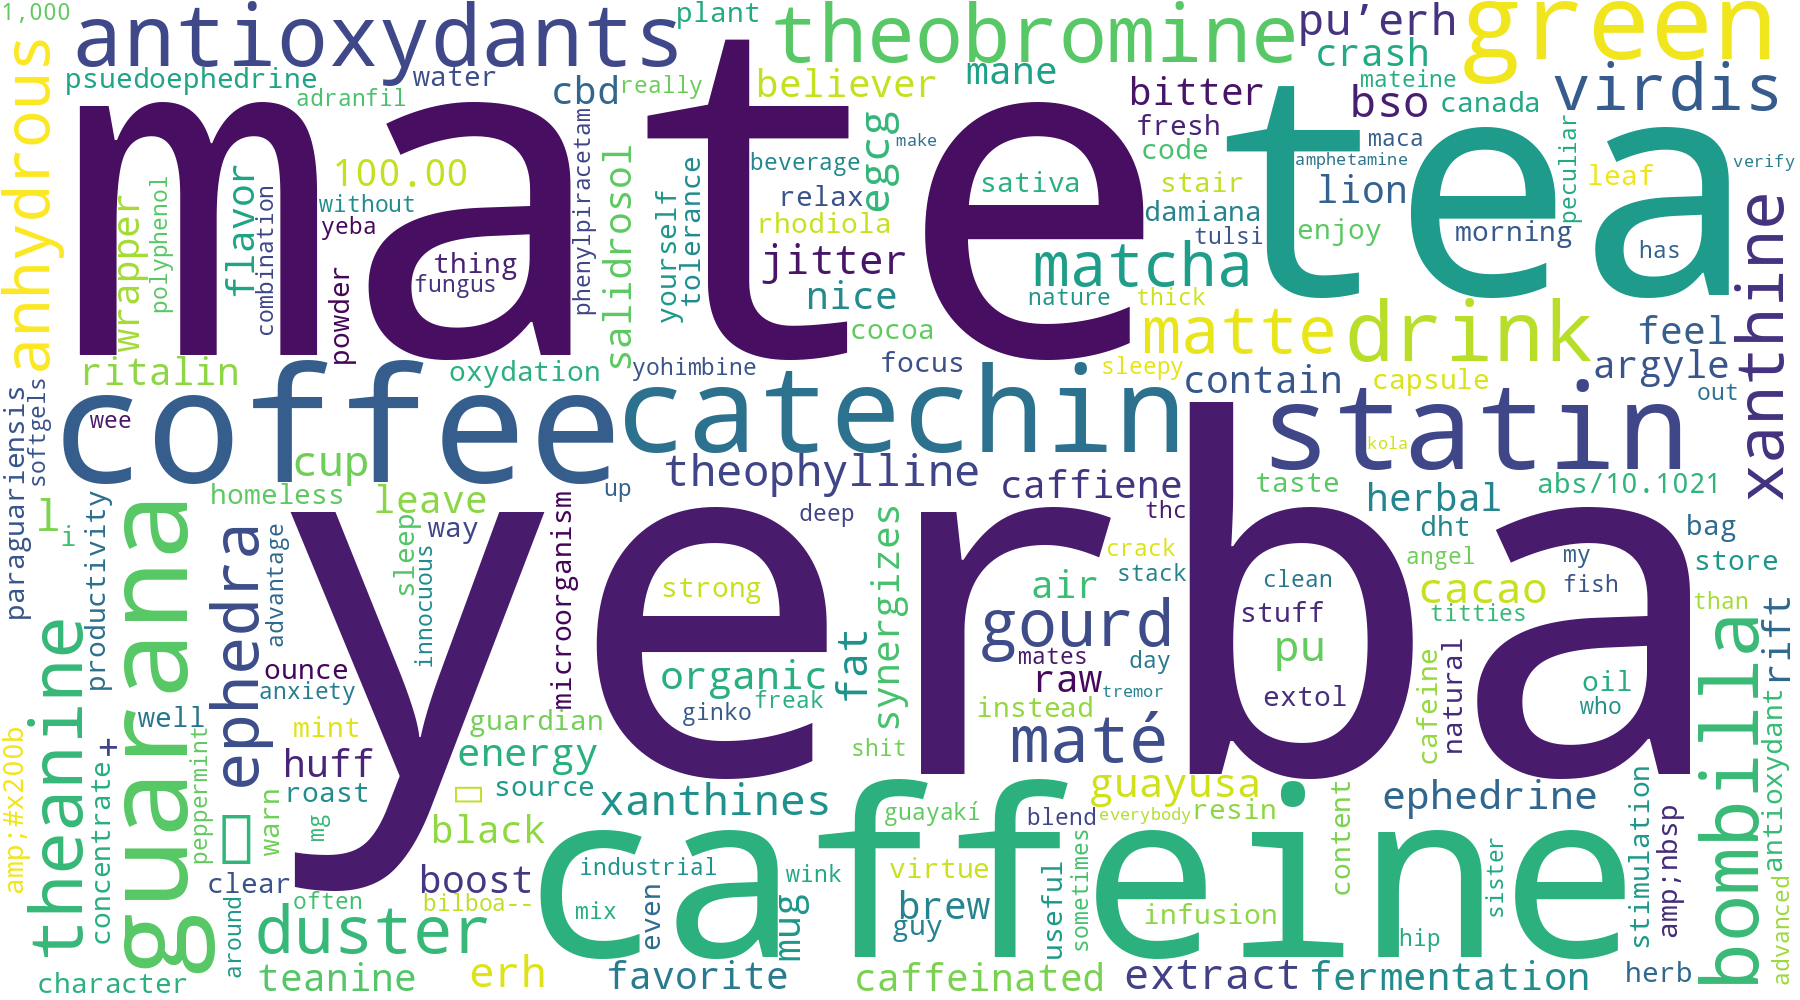 1,000
antioxydants
plant
theobromine
pu’erh
green
crash
psuedoephedrine
water
adranfil
cbd
really
believer
mane
bitter
mateine
bso
canada
virdis
anhydrous
mate
tea
fresh
code
maca
peculiar
make
amphetamine
verify
wrapper
polyphenol
flavor
combination
100.00
without
yeba
powder
thing
fungus
phenylpiracetam
salidrosol
yourself
tolerance
beverage
relax
rhodiola
jitter
nice
egcg
sativa
matcha
nature
thick
stair
damiana
tulsi
lion
enjoy
morning
leaf
has
xanthine
cocoa
matte
drink
feel
argyle
ritalin
oxydation
yohimbine
focus
sleepy
contain
capsule
out
paraguariensis
softgels
wee
coffee
catechin
statin
kola
cup
theophylline
caffiene
taste
abs/10.1021
l
i
homeless
leave
up
deep
thc
herbal
dht
bag
store
productivity
guarana
ephedra
advantage
sleep
innocuous
way
yerba
microorganism
strong
synergizes
crack
stack
air
clean
angel
my
fish
cacao
titties
than
rift
gourd
stuff
pu
theanine
ounce
anxiety
organic
freak
ginko
fat
mates
raw
day
tremor
extol
cafeine
natural
oil
who
bombilla
well
mint
guardian
shit
instead
maté
amp;#x200b
concentrate+
peppermint
huff
roast
warn
mg
energy
source
xanthines
guayusa
resin
ephedrine
black
caffeine
guayakí
blend
everybody
content
stimulation
amp;nbsp
antioxydant
clear
boost
industrial
wink
virtue
often
bilboa--
mix
even
mug
brew
guy
useful
sometimes
infusion
sister
hip
advanced
around
duster
character
teanine
erh
favorite
caffeinated
extract
fermentation
herb